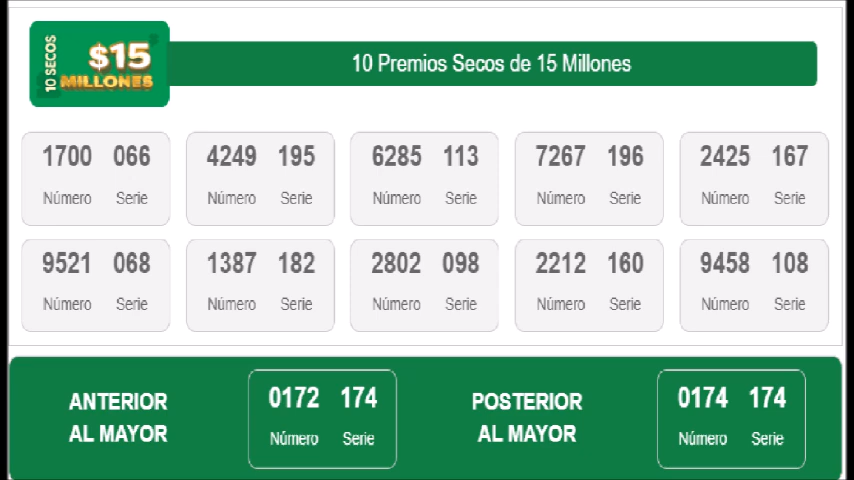 10 SECOS
$15
MILLONES
10 Premios Secos de 15 Millones
1700 066 4249 195 6285 113 7267 196 2425 167
Número Serie Número Serie Número Serie Número Serie Número Serie
9521 068 1387 182 2802 098 2212 160 9458 108
Número Serie Número Serie Número Serie Número Serie Número Serie
ANTERIOR
AL MAYOR
0172 174
Número Serie
POSTERIOR
AL MAYOR
0174 174
Número Serie